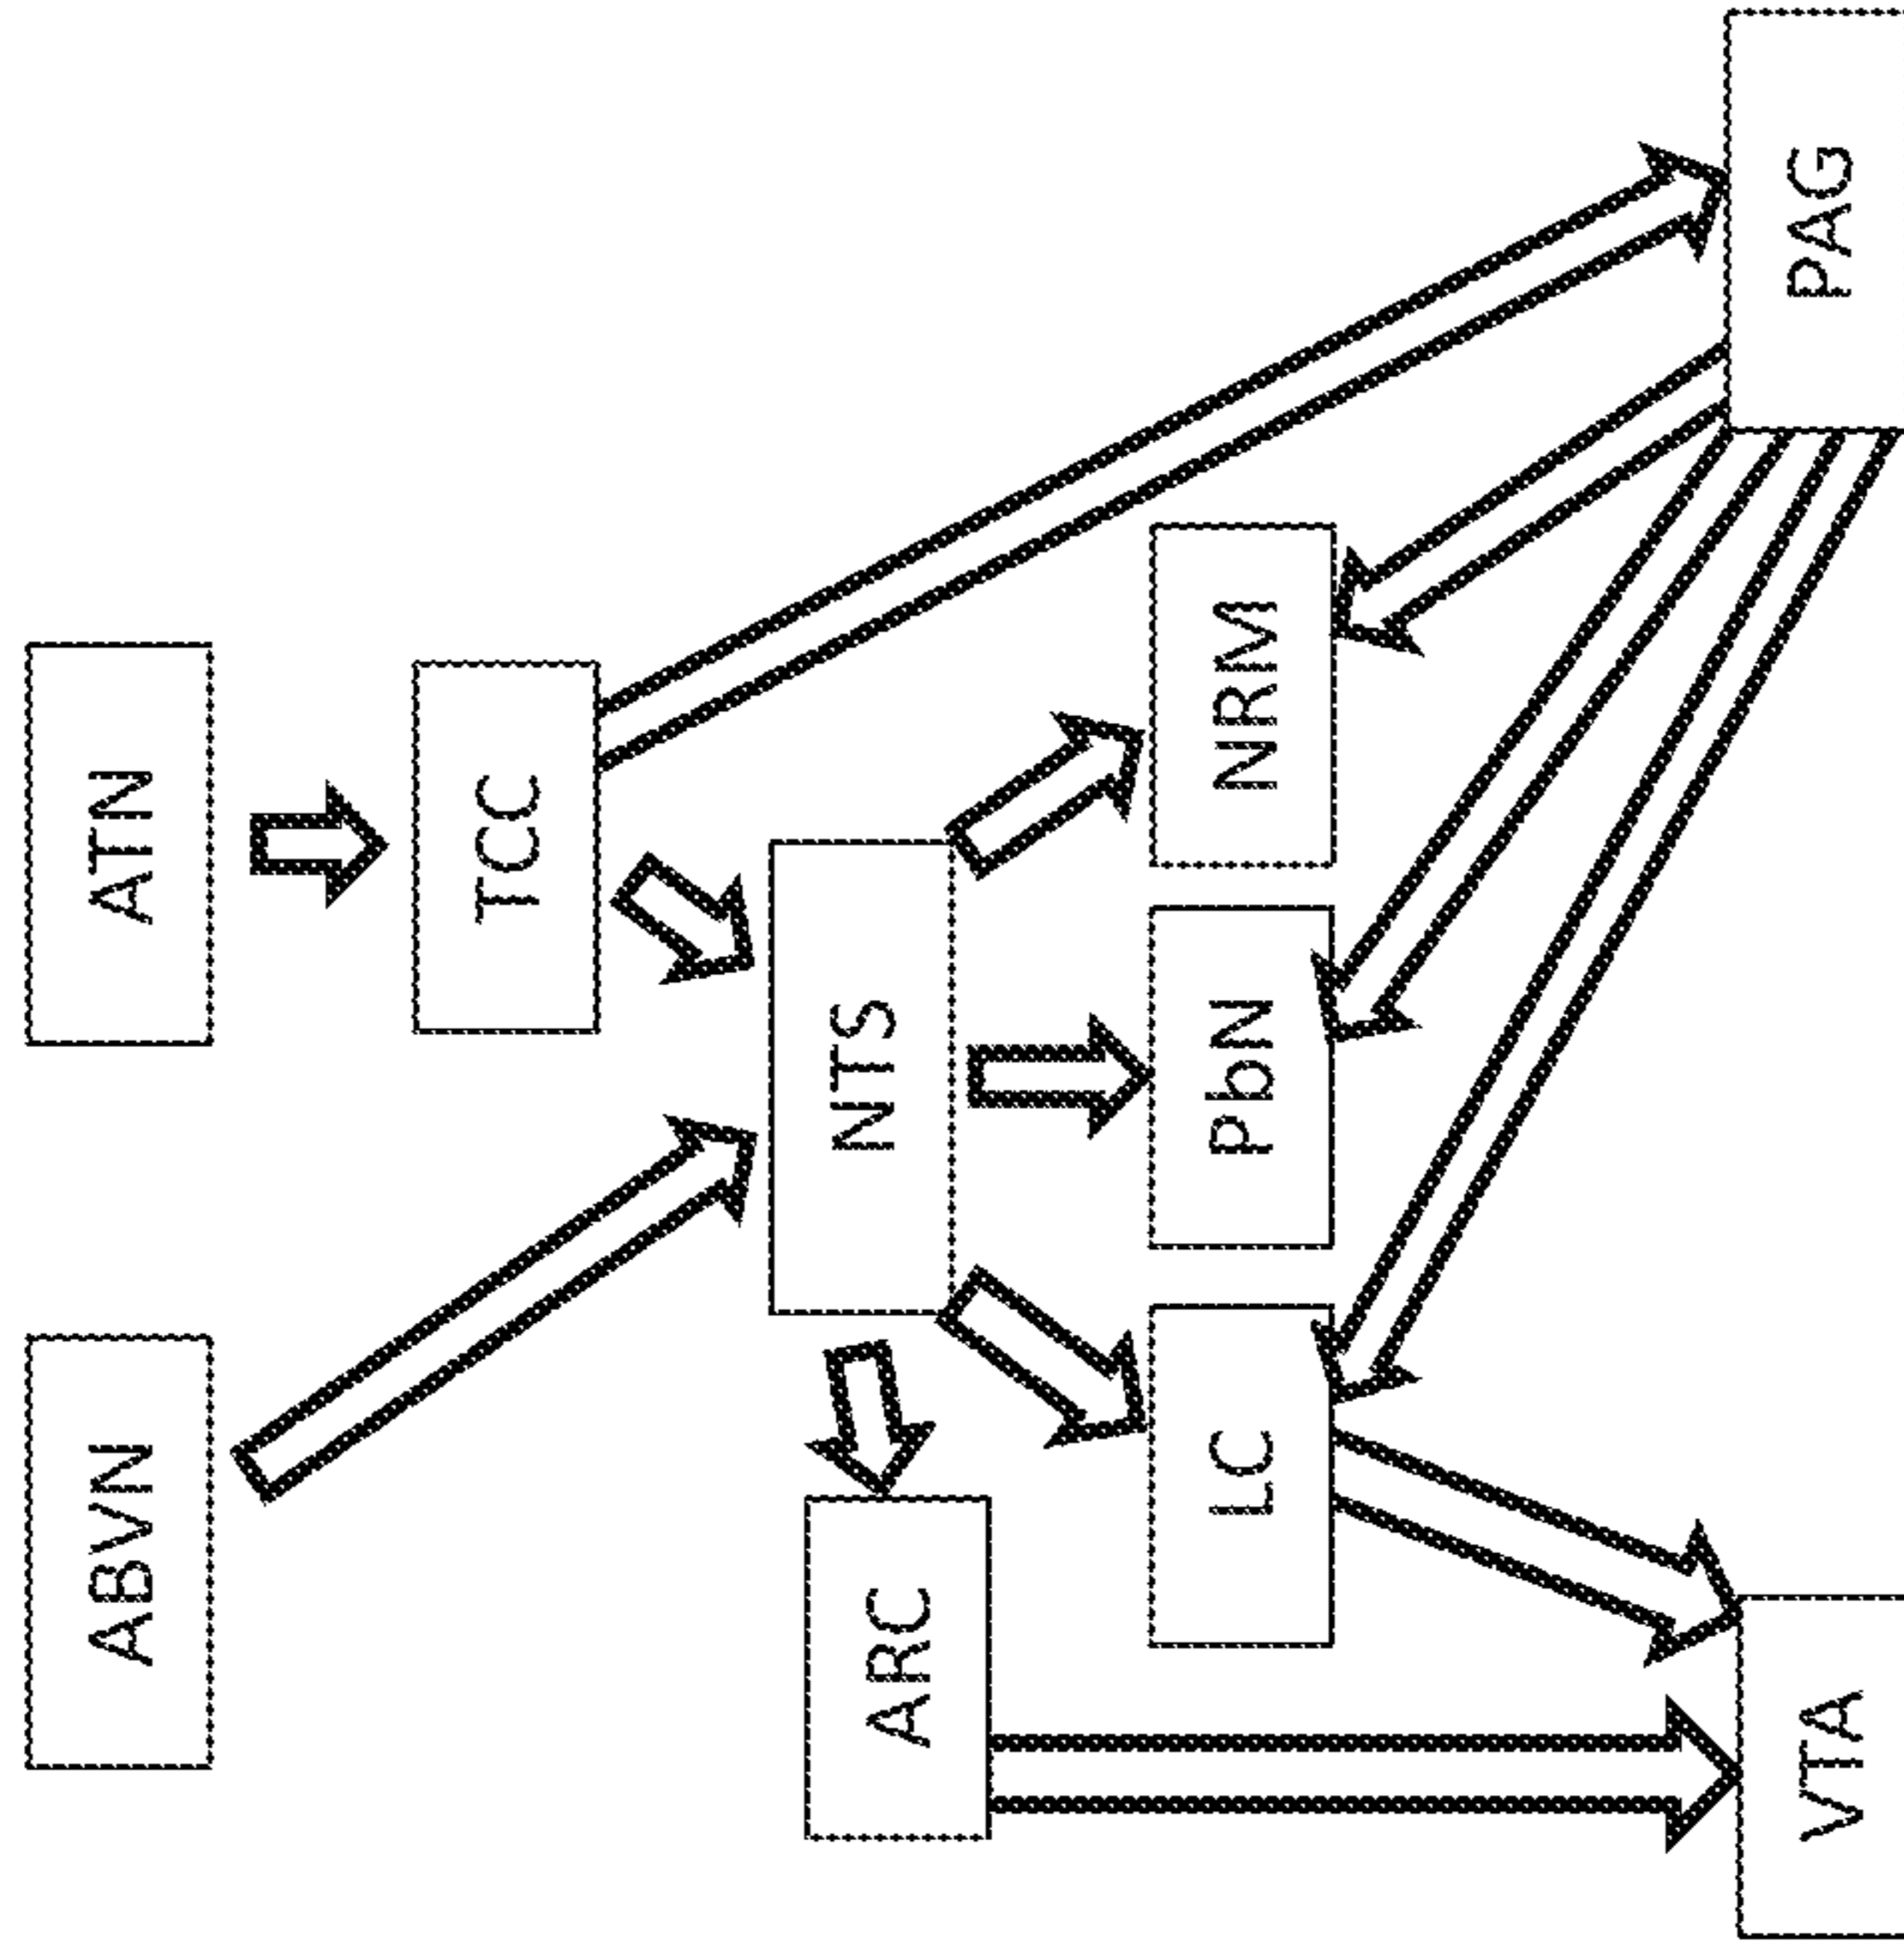 ABVN
ATN
TCC
NTS
ARC
LC
PbN
NRM
VTA
PAG